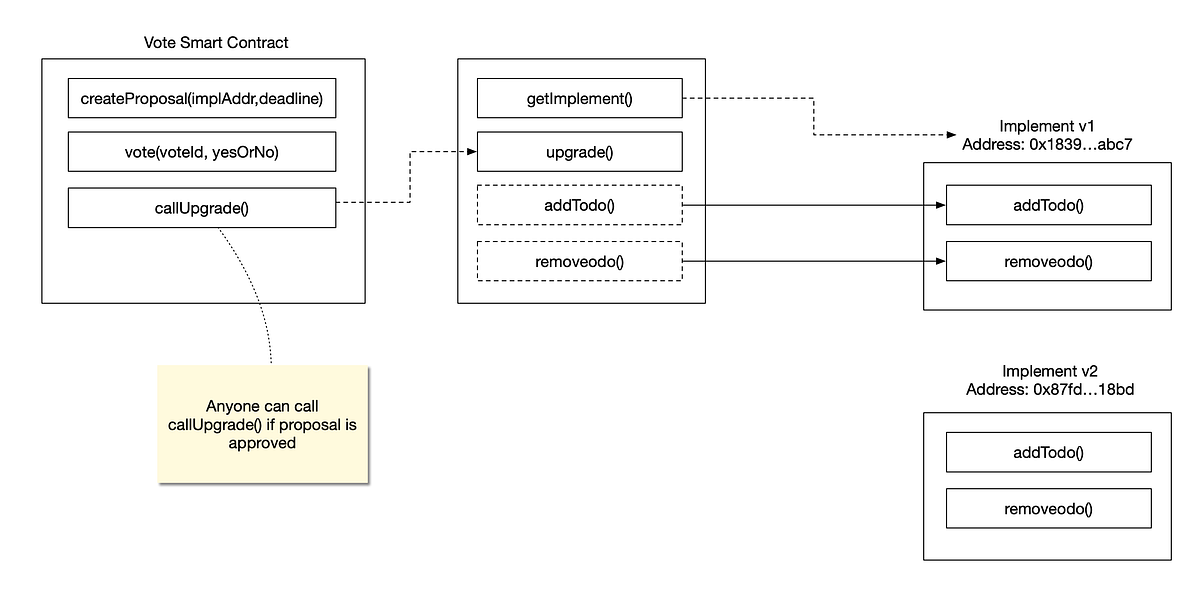 Vote Smart Contract
createProposal(implAddr,deadline)
vote(voteId, yesOrNo)
callUpgrade()
Anyone can call
callUpgrade() if proposal is
approved
getImplement()
upgrade()
addTodo()
removeodo()
Implement v1
Address: 0x1839...abc7
addTodo()
removeodo()
Implement v2
Address: 0x87fd...18bd
addTodo()
removeodo()